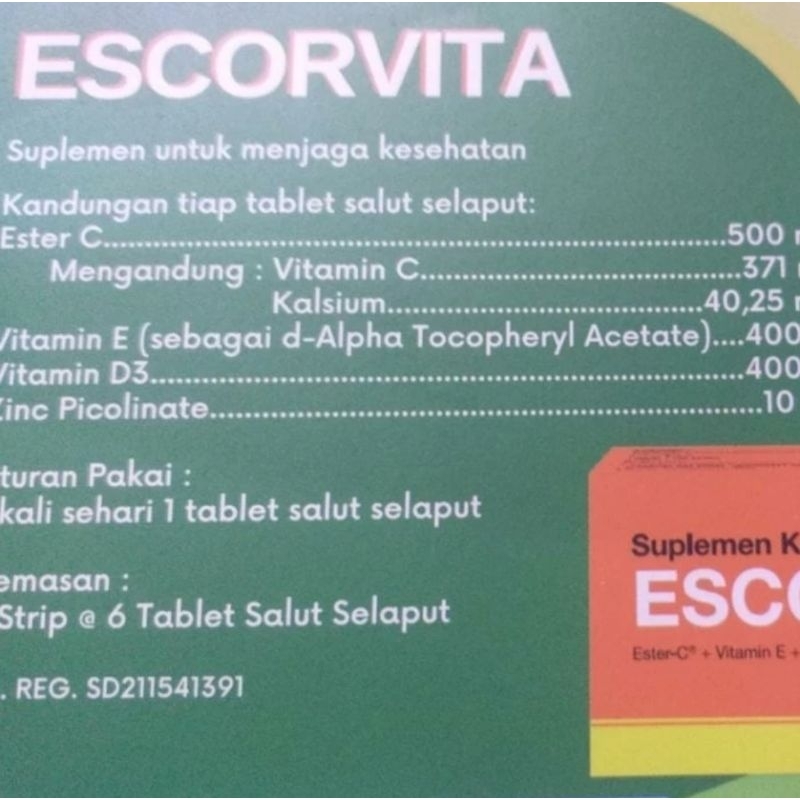 ESCORVITA
Suplemen untuk menjaga kesehatan
Kandungan tiap tablet salut selaput:
Ester C..........500
Mengandung : Vitamin C..........371
Kalsium..........40,25
Vitamin E (sebagai d-Alpha Tocopheryl Acetate)....400
Vitamin D3..........400
Zinc Picolinate..........10
turan Pakai :
kali sehari 1 tablet salut selaput
emasan :
Strip @ 6 Tablet Salut Selaput
. REG. SD211541391
Suplemen K
ESCO
Ester-C® + Vitamin E +